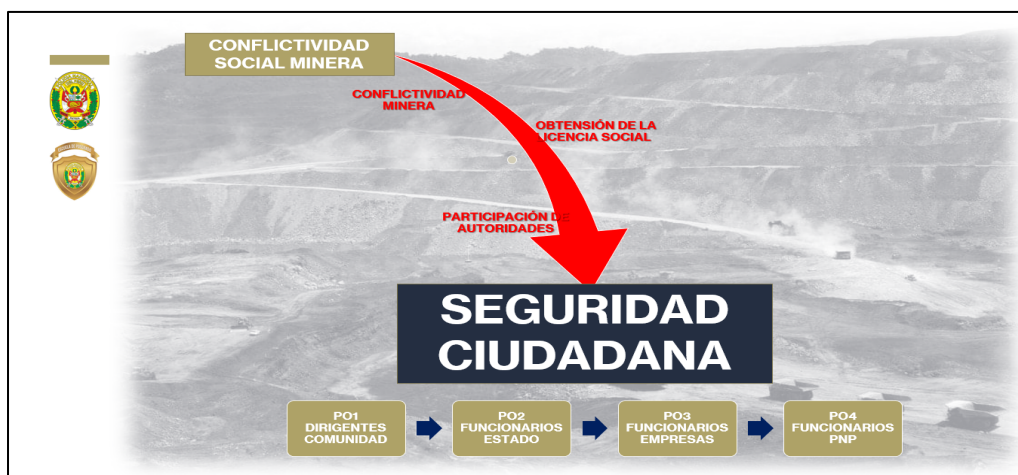 CONFLICTIVIDAD
SOCIAL MINERA
CONFLICTIVIDAD
MINERA
OBTENSIÓN DE LA
LICENCIA SOCIAL
PARTICIPACIÓN DE
AUTORIDADES
SEGURIDAD
CIUDADANA
PO1
DIRIGENTES
COMUNIDAD
PO2
FUNCIONARIOS
ESTADO
PO3
FUNCIONARIOS
EMPRESAS
PO4
FUNCIONARIOS
PNP